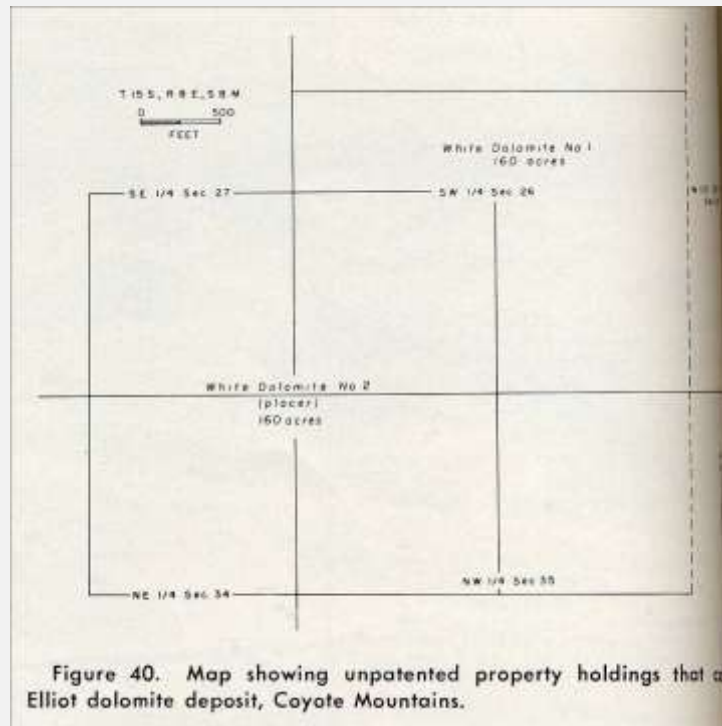 T 15 S, R 8 E, S B M
0 500
FEET
White Dolomite No 1
160 acres
SE 1/4 Sec 27
SW 1/4 Sec 26
White Dolomite No 2
(placer)
160 acres
NE 1/4 Sec 34
NW 1/4 Sec 35
Figure 40. Map showing unpatented property holdings that
Elliot dolomite deposit, Coyote Mountains.